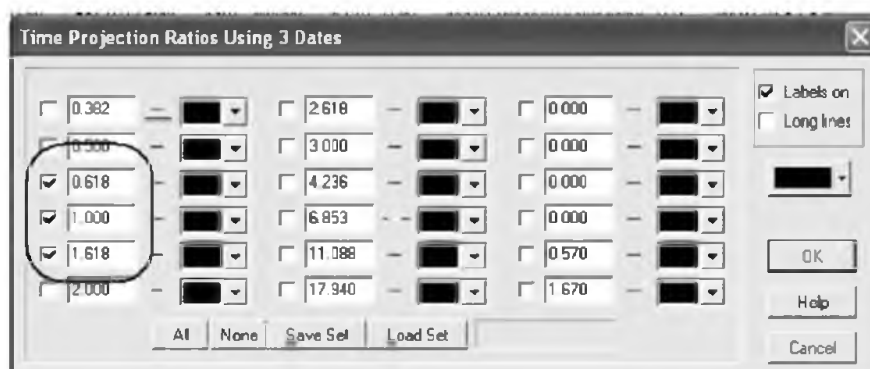 Time Projection Ratios Using 3 Dates
0.382 2.618 0.000 Labels on
0.500 3.000 0.000 Long lines
0.618 4.236 0.000
1.000 6.853 0.000
1.618 11.088 0.570 OK
2.000 17.940 1.670 Help
All None Save Set Load Set Cancel